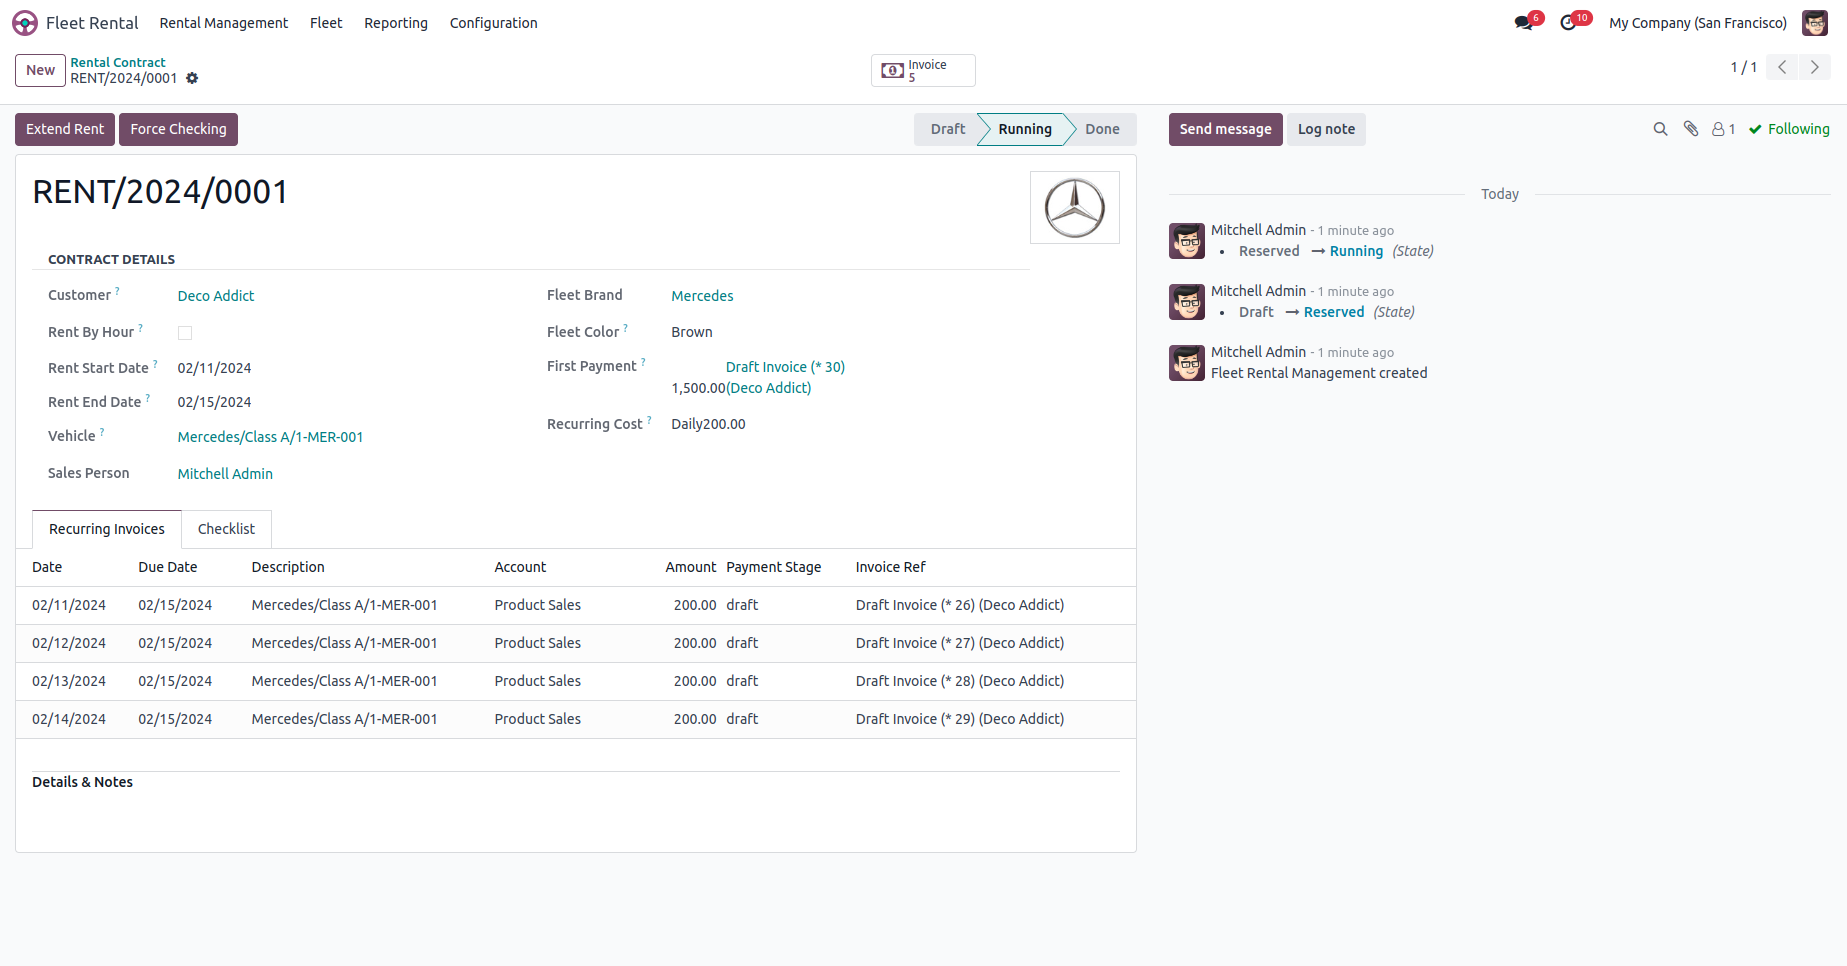 Fleet Rental Rental Management Fleet Reporting Configuration 6 10 My Company (San Francisco)
New Rental Contract
RENT/2024/0001
Invoice
5
1 / 1
Extend Rent Force Checking Draft Running Done Send message Log note 1 Following
RENT/2024/0001
CONTRACT DETAILS
Customer ? Deco Addict
Rent By Hour ?
Rent Start Date ? 02/11/2024
Rent End Date ? 02/15/2024
Vehicle ? Mercedes/Class A/1-MER-001
Sales Person Mitchell Admin
Fleet Brand Mercedes
Fleet Color ? Brown
First Payment ? Draft Invoice (* 30)
1,500.00(Deco Addict)
Recurring Cost ? Daily200.00
Recurring Invoices Checklist
Date Due Date Description Account Amount Payment Stage Invoice Ref
02/11/2024 02/15/2024 Mercedes/Class A/1-MER-001 Product Sales 200.00 draft Draft Invoice (* 26) (Deco Addict)
02/12/2024 02/15/2024 Mercedes/Class A/1-MER-001 Product Sales 200.00 draft Draft Invoice (* 27) (Deco Addict)
02/13/2024 02/15/2024 Mercedes/Class A/1-MER-001 Product Sales 200.00 draft Draft Invoice (* 28) (Deco Addict)
02/14/2024 02/15/2024 Mercedes/Class A/1-MER-001 Product Sales 200.00 draft Draft Invoice (* 29) (Deco Addict)
Details & Notes
Today
Mitchell Admin - 1 minute ago
• Reserved → Running (State)
Mitchell Admin - 1 minute ago
• Draft → Reserved (State)
Mitchell Admin - 1 minute ago
Fleet Rental Management created